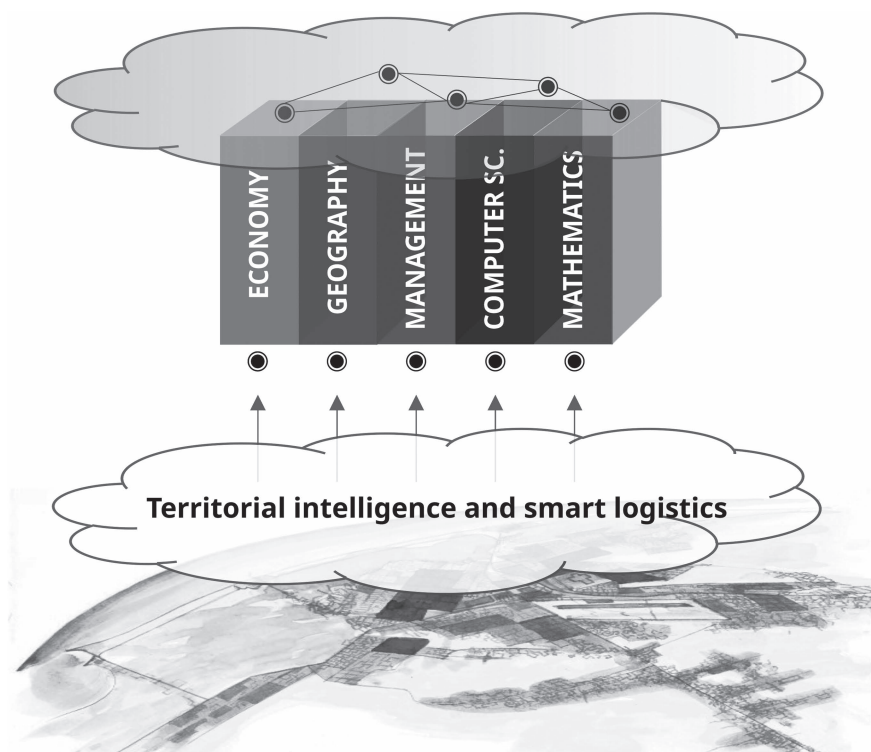 ECONOMY
GEOGRAPHY
MANAGEMENT
COMPUTER SC.
MATHEMATICS
Territorial intelligence and smart logistics